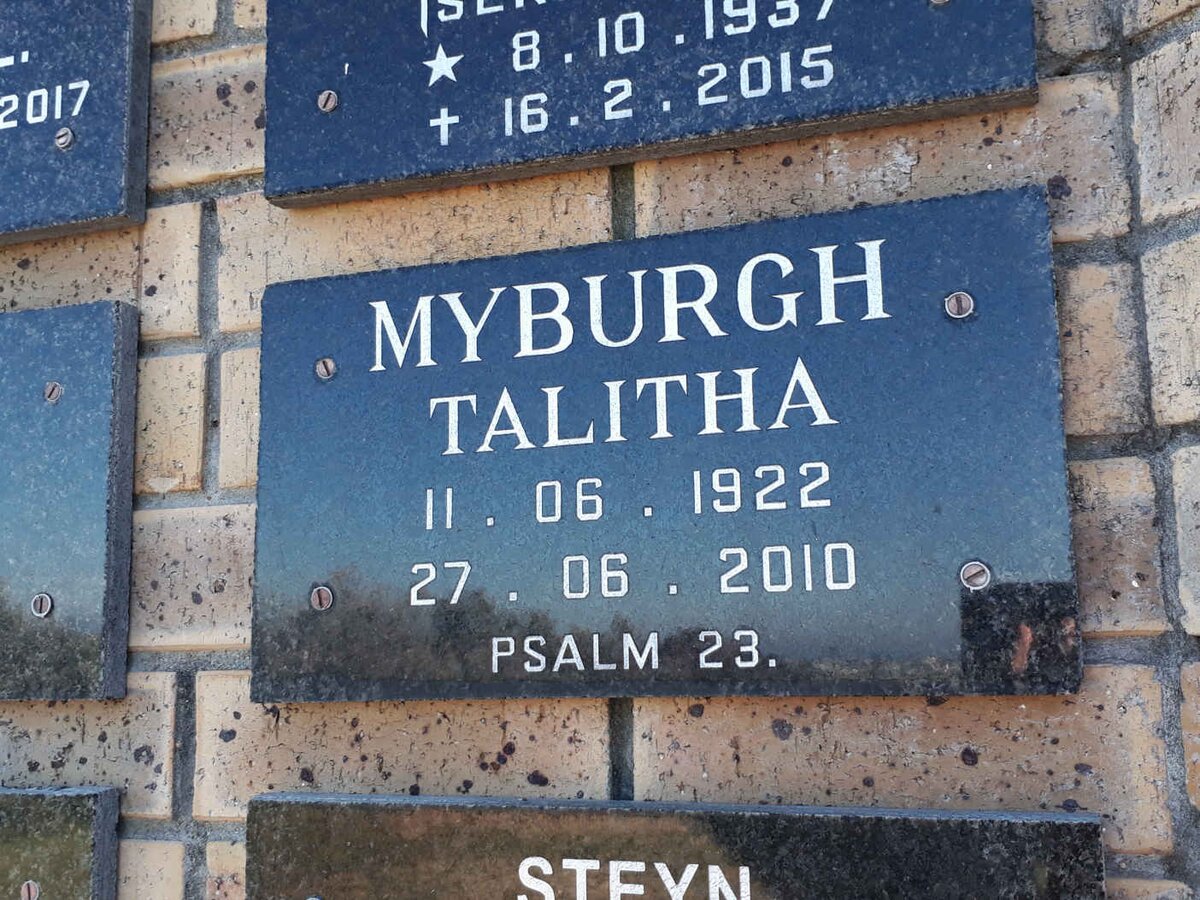 8 . 10 . 1937
16 . 2 . 2015
2017
MYBURGH
TALITHA
11 . 06 . 1922
27 . 06 . 2010
PSALM 23.
STEYN